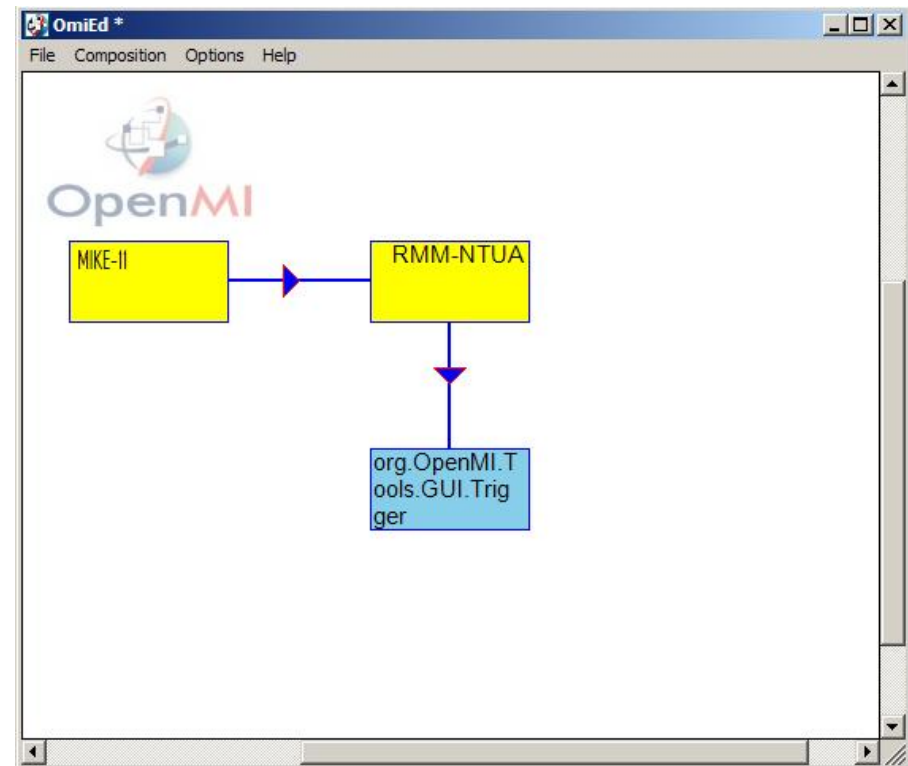 OmiEd *
File Composition Options Help
OpenMI
MIKE-11
RMM-NTUA
org.OpenMI.T
ools.GUI.Trig
ger